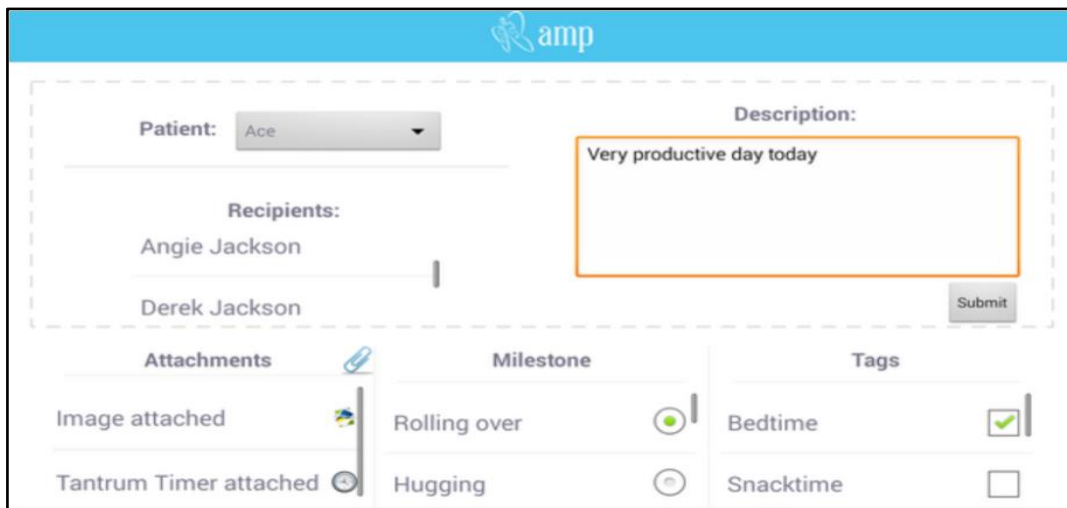 amp
Patient: Ace
Description:
Very productive day today
Recipients:
Angie Jackson
Derek Jackson
Submit
Attachments
Milestone
Tags
Image attached
Rolling over
Bedtime
Tantrum Timer attached
Hugging
Snacktime